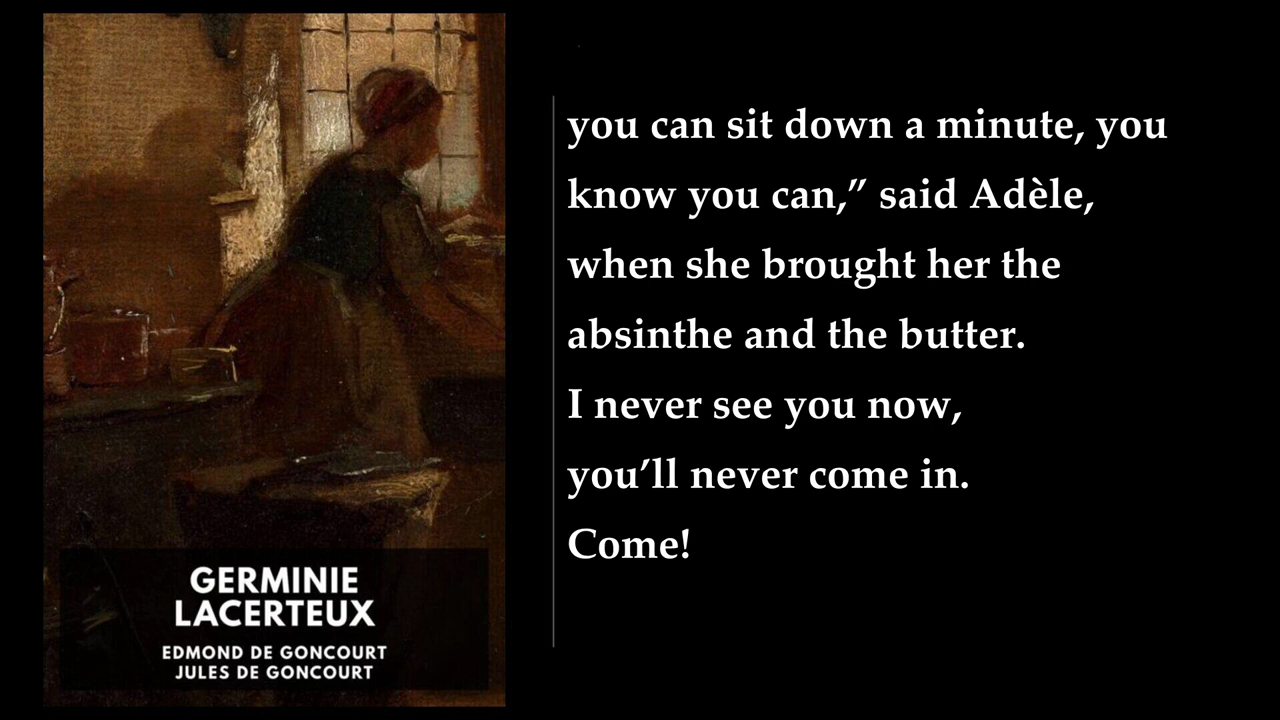 you can sit down a minute, you
know you can,” said Adèle,
when she brought her the
absinthe and the butter.
I never see you now,
you’ll never come in.
Come!
GERMINIE
LACERTEUX
EDMOND DE GONCOURT
JULES DE GONCOURT